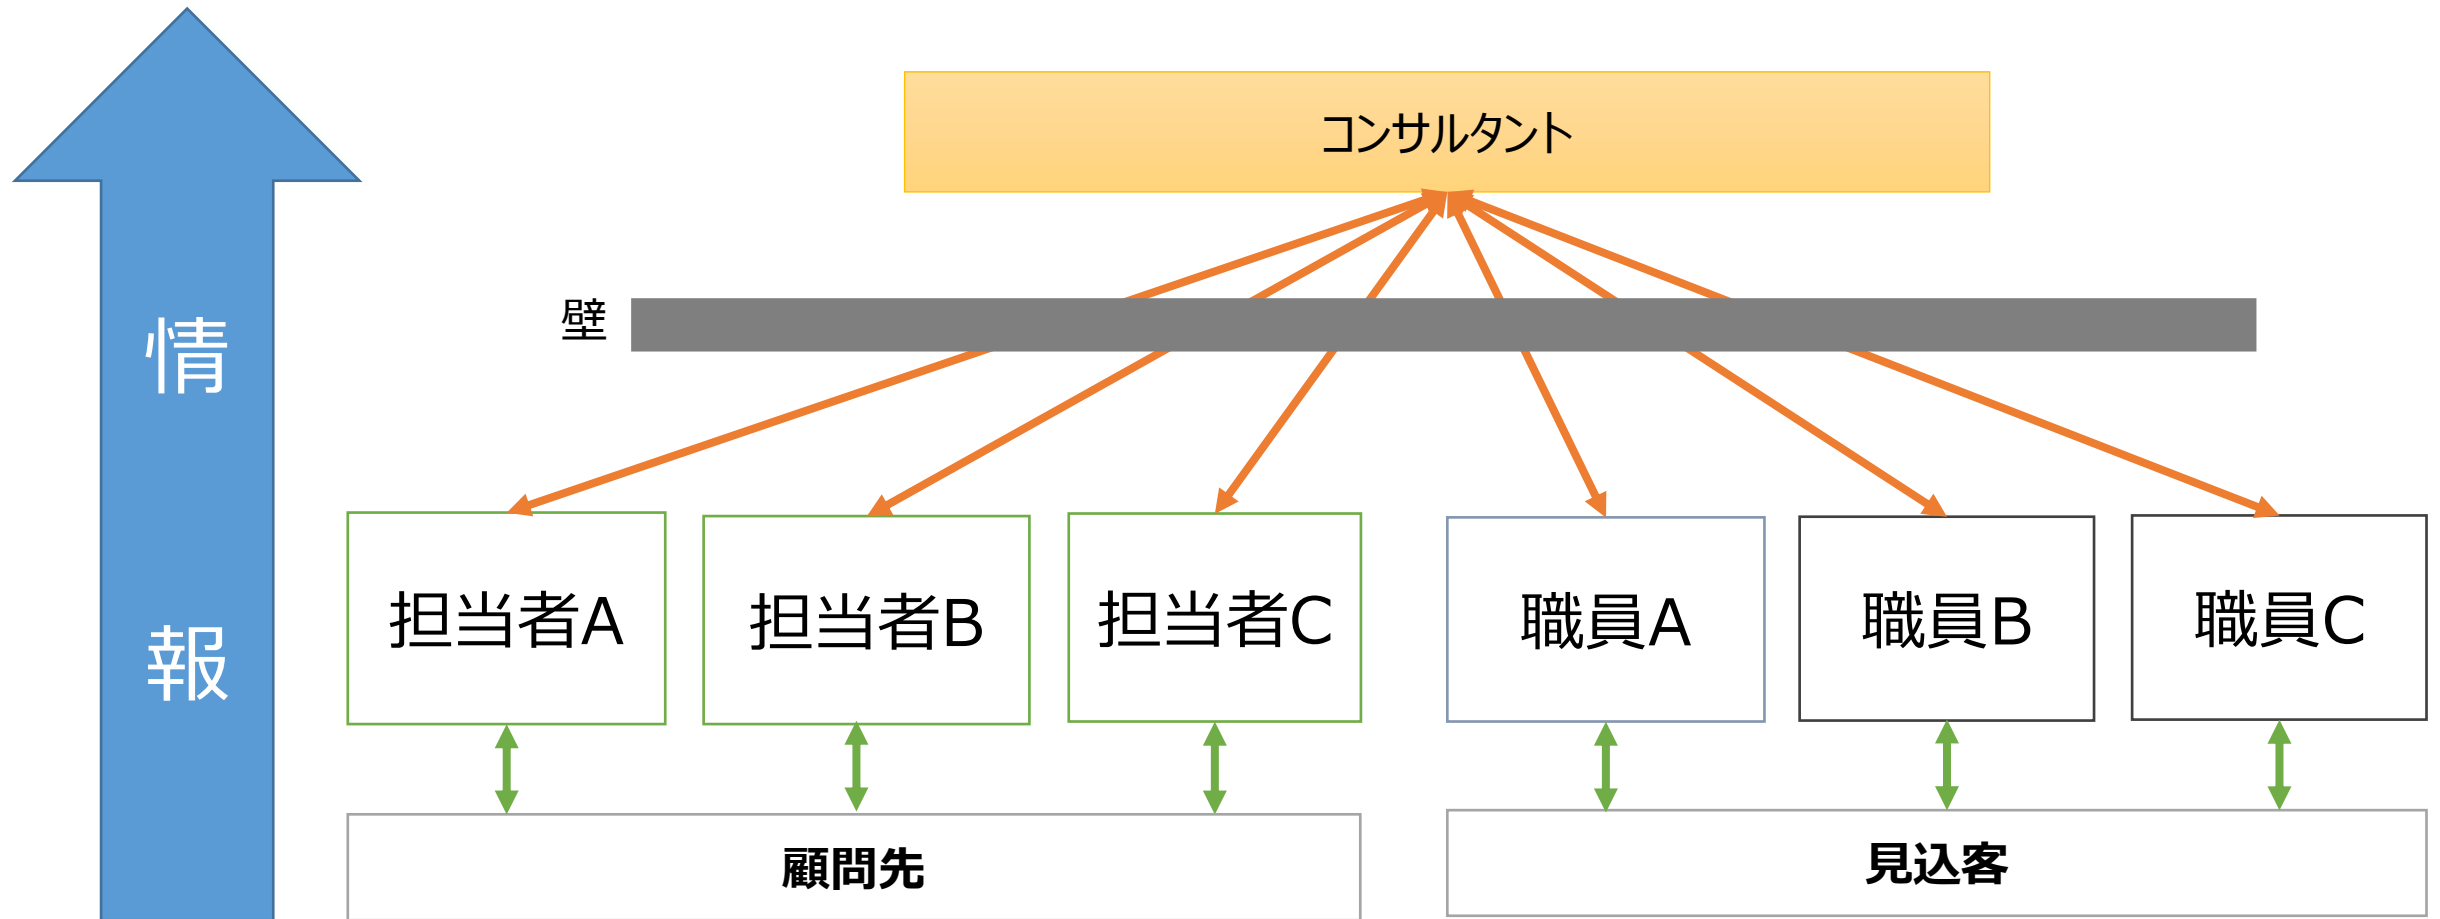 コンサルタント
壁
情
報
担当者A
担当者B
担当者C
職員A
職員B
職員C
顧問先
見込客